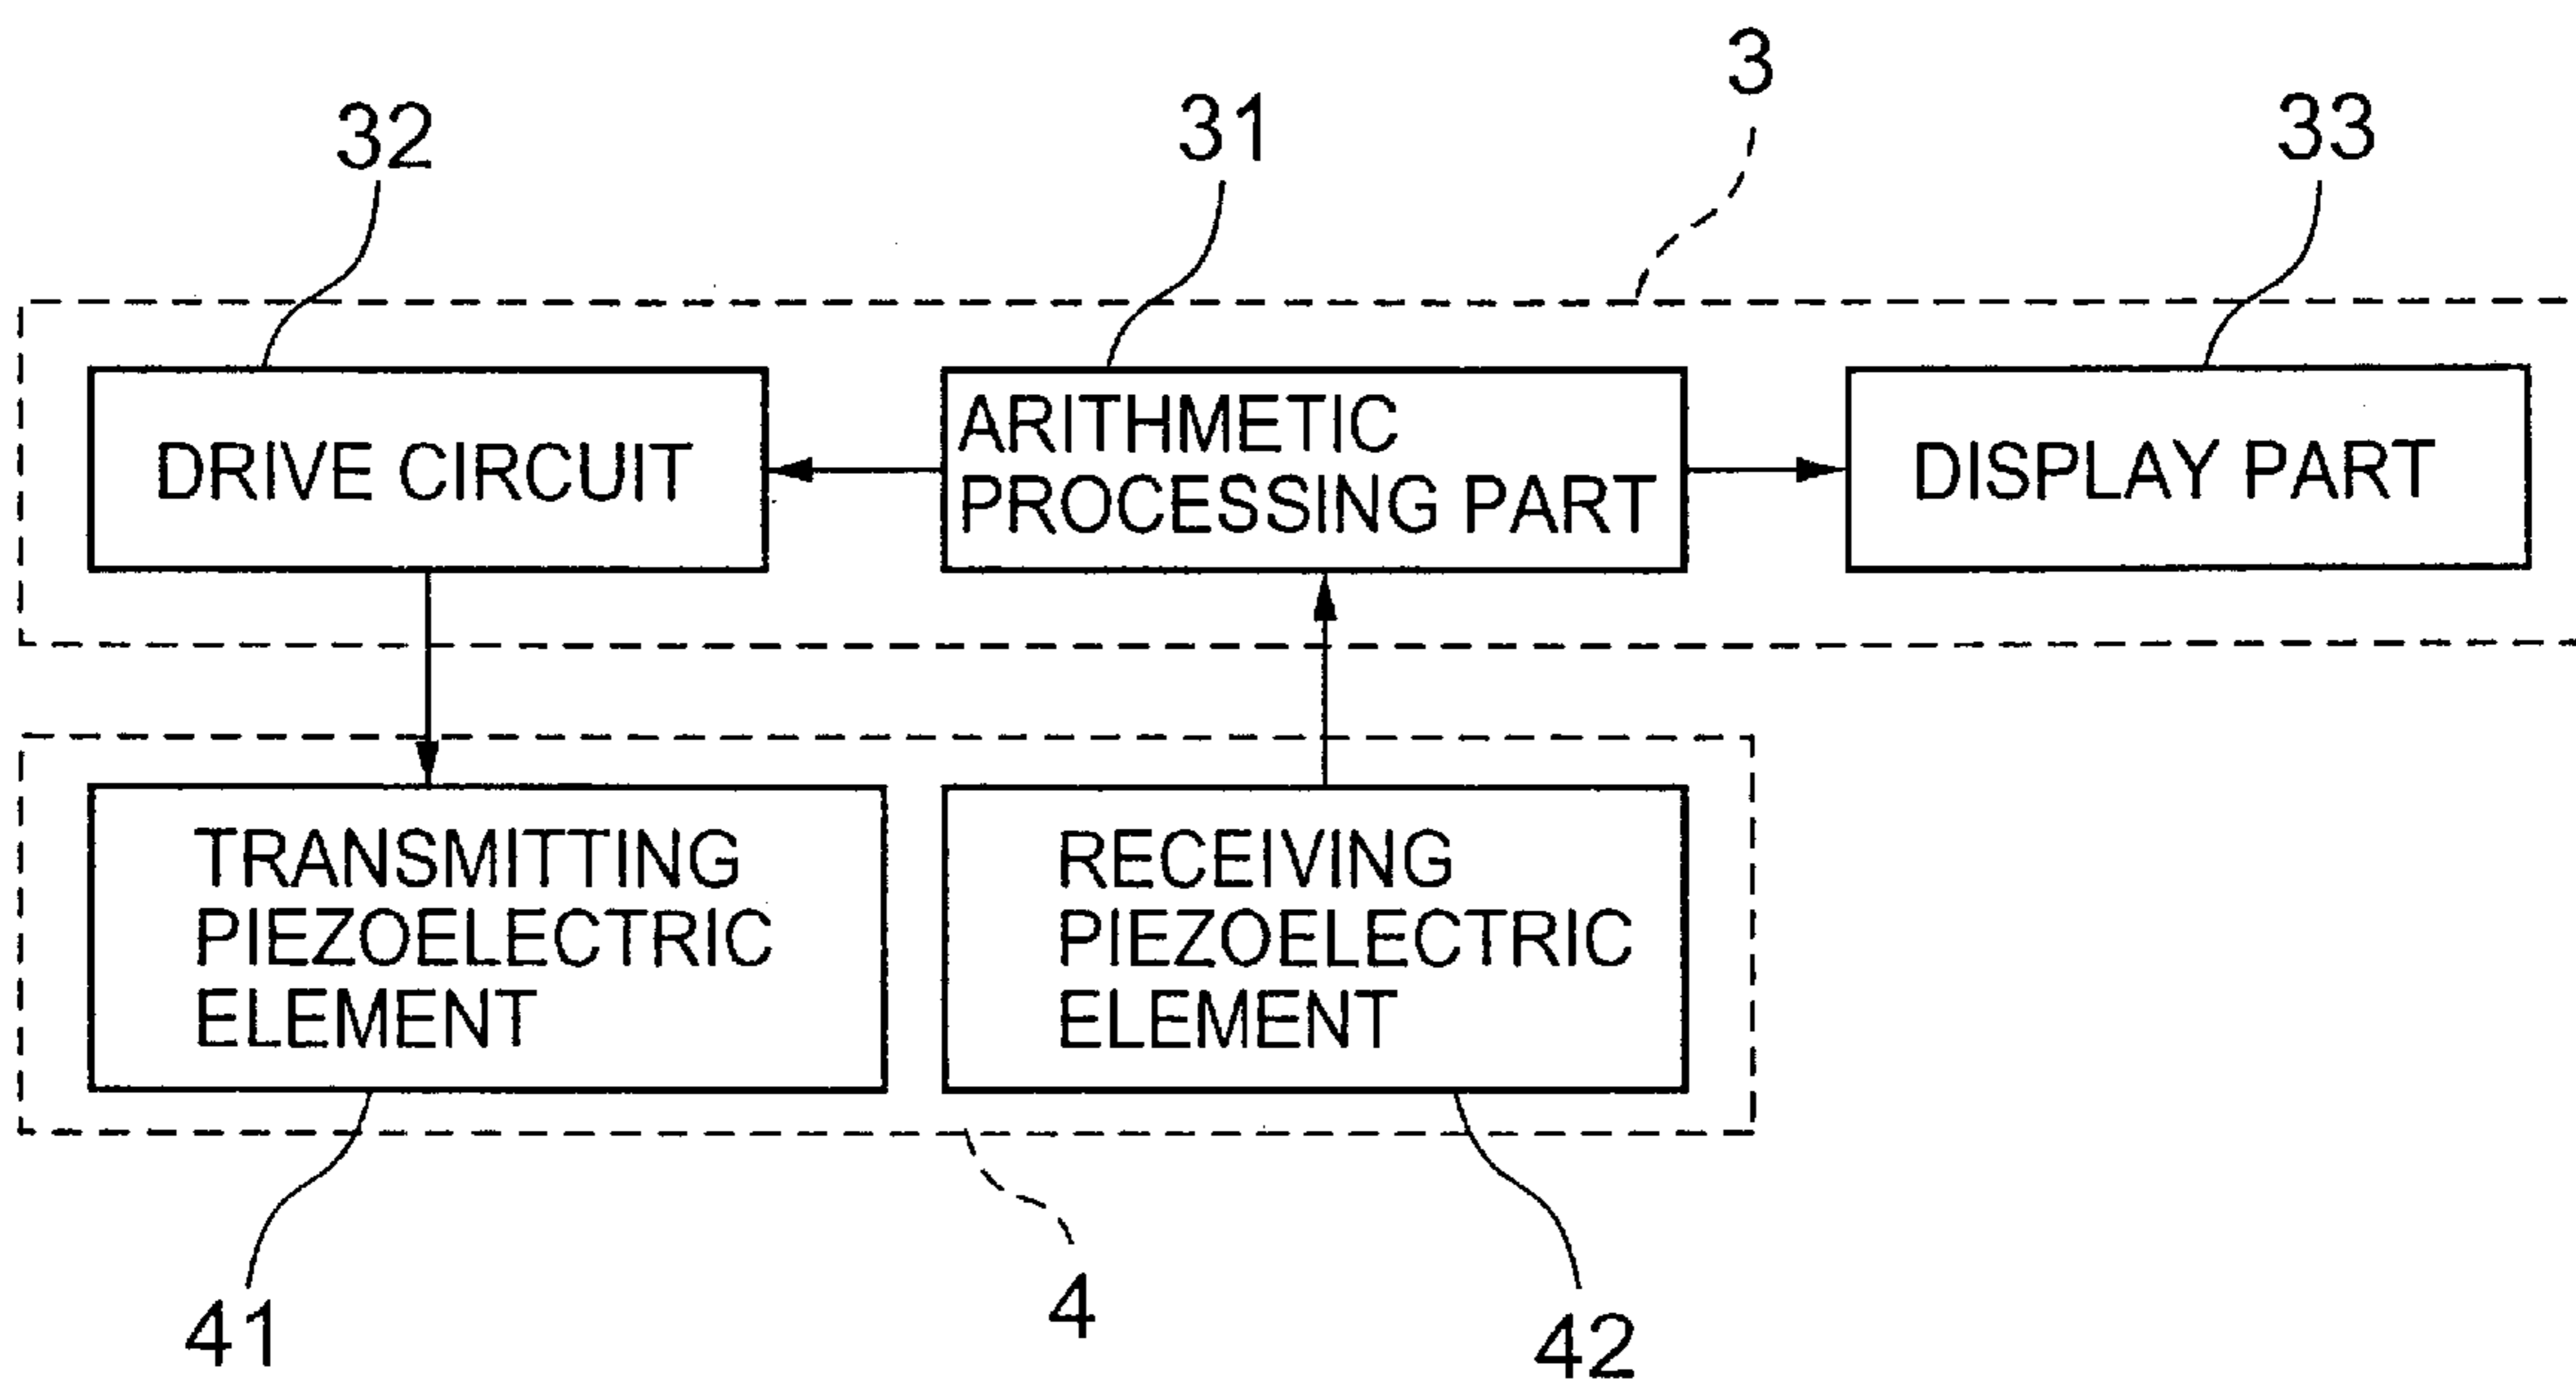 3
32
31
33
DRIVE CIRCUIT
ARITHMETIC
PROCESSING PART
DISPLAY PART
TRANSMITTING
PIEZOELECTRIC
ELEMENT
RECEIVING
PIEZOELECTRIC
ELEMENT
41
4
42